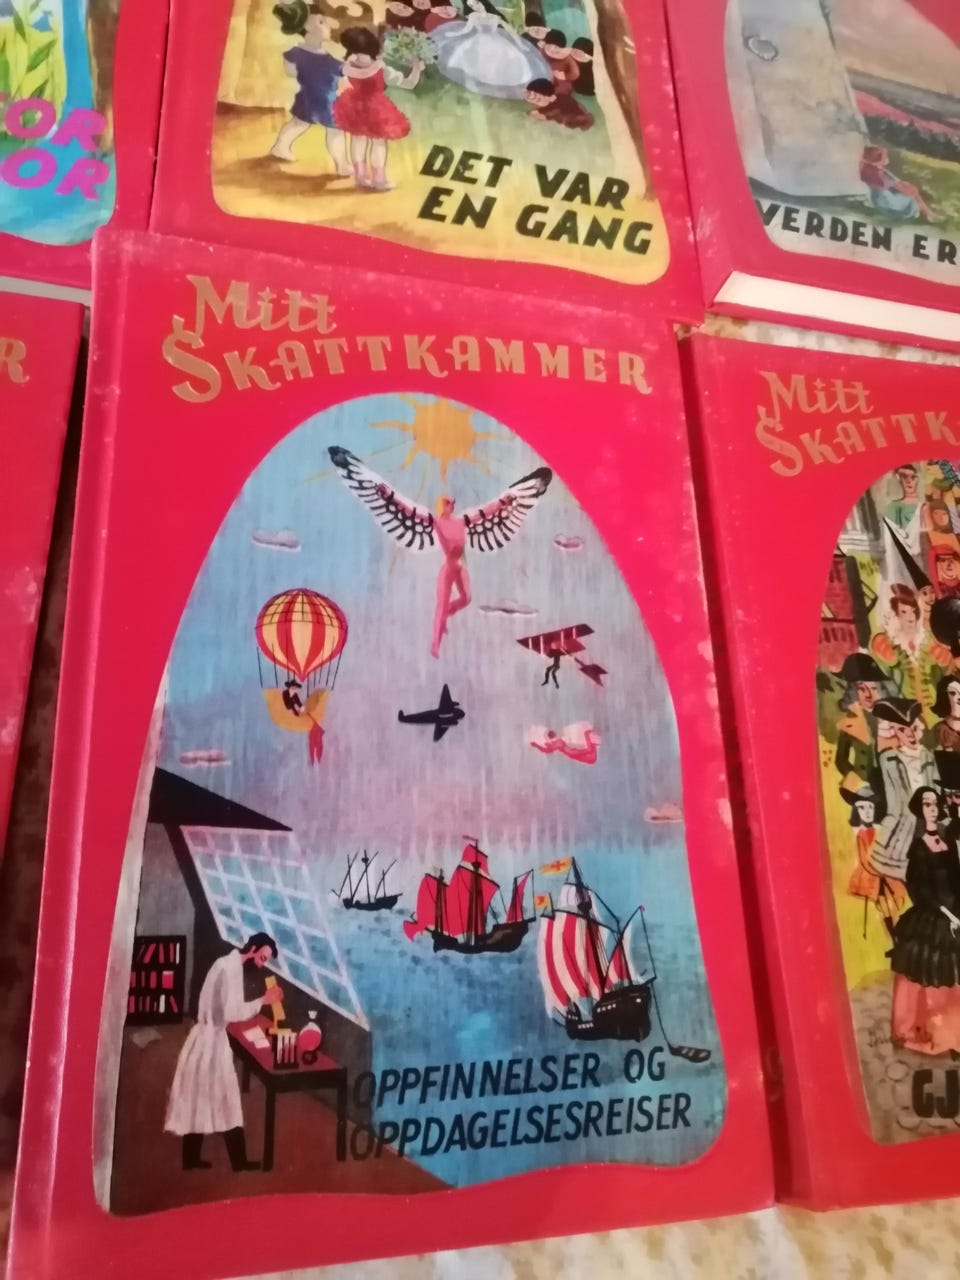 OR
OR
DET VAR
EN GANG
VERDEN ER
R
Mitt
SKATTKAMMER
OPPFINNELSER OG
OPPDAGELSESREISER
Mitt
SKATTK
GJ